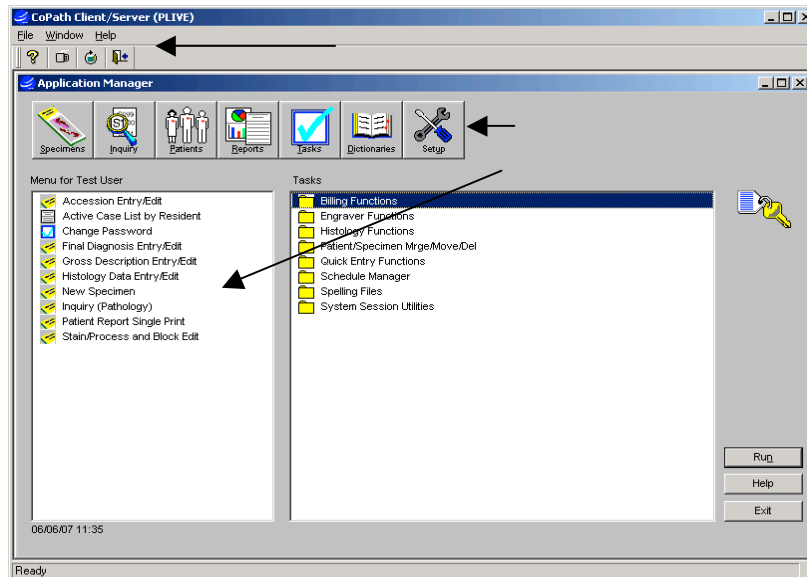 CoPath Client/Server (PLIVE)
File Window Help
Application Manager
Specimens Inquiry Patients Reports Tasks Dictionaries Setup
Menu for Test User
Accession Entry/Edit
Active Case List by Resident
Change Password
Final Diagnosis Entry/Edit
Gross Description Entry/Edit
Histology Data Entry/Edit
New Specimen
Inquiry (Pathology)
Patient Report Single Print
Stain/Process and Block Edit
Tasks
Billing Functions
Engraver Functions
Histology Functions
Patient/Specimen Mrge/Move/Del
Quick Entry Functions
Schedule Manager
Spelling Files
System Session Utilities
Run
Help
Exit
06/06/07 11:35
Ready